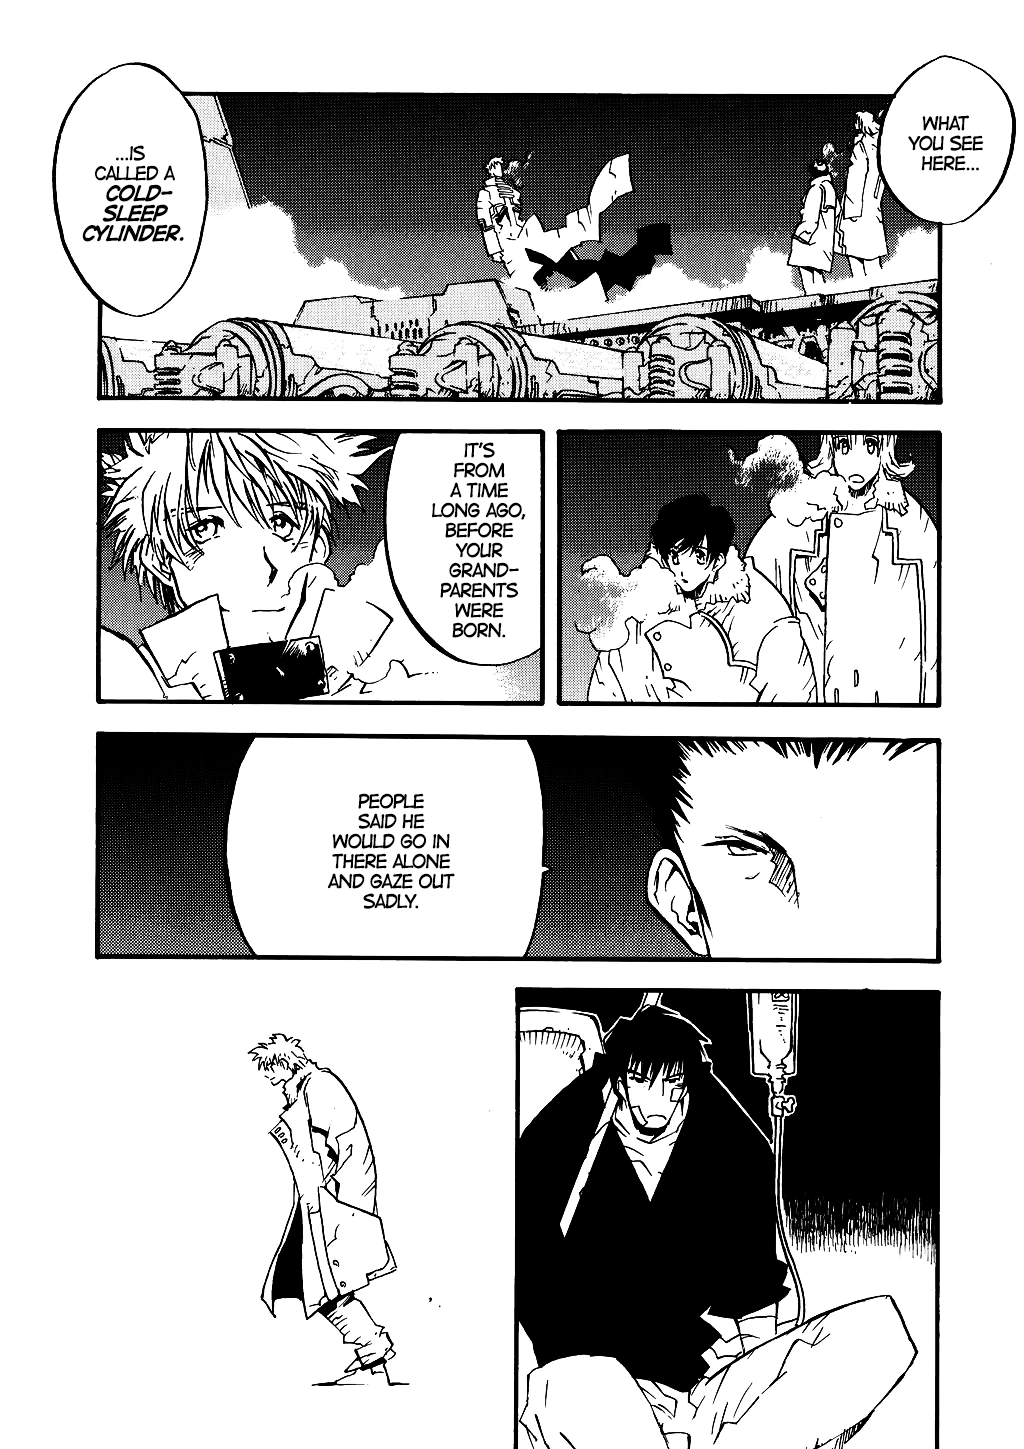 WHAT
YOU SEE
HERE...
...IS
CALLED A
COLD-
SLEEP
CYLINDER.
IT'S
FROM
A TIME
LONG AGO,
BEFORE
YOUR
GRAND-
PARENTS
WERE
BORN.
PEOPLE
SAID HE
WOULD GO IN
THERE ALONE
AND GAZE OUT
SADLY.